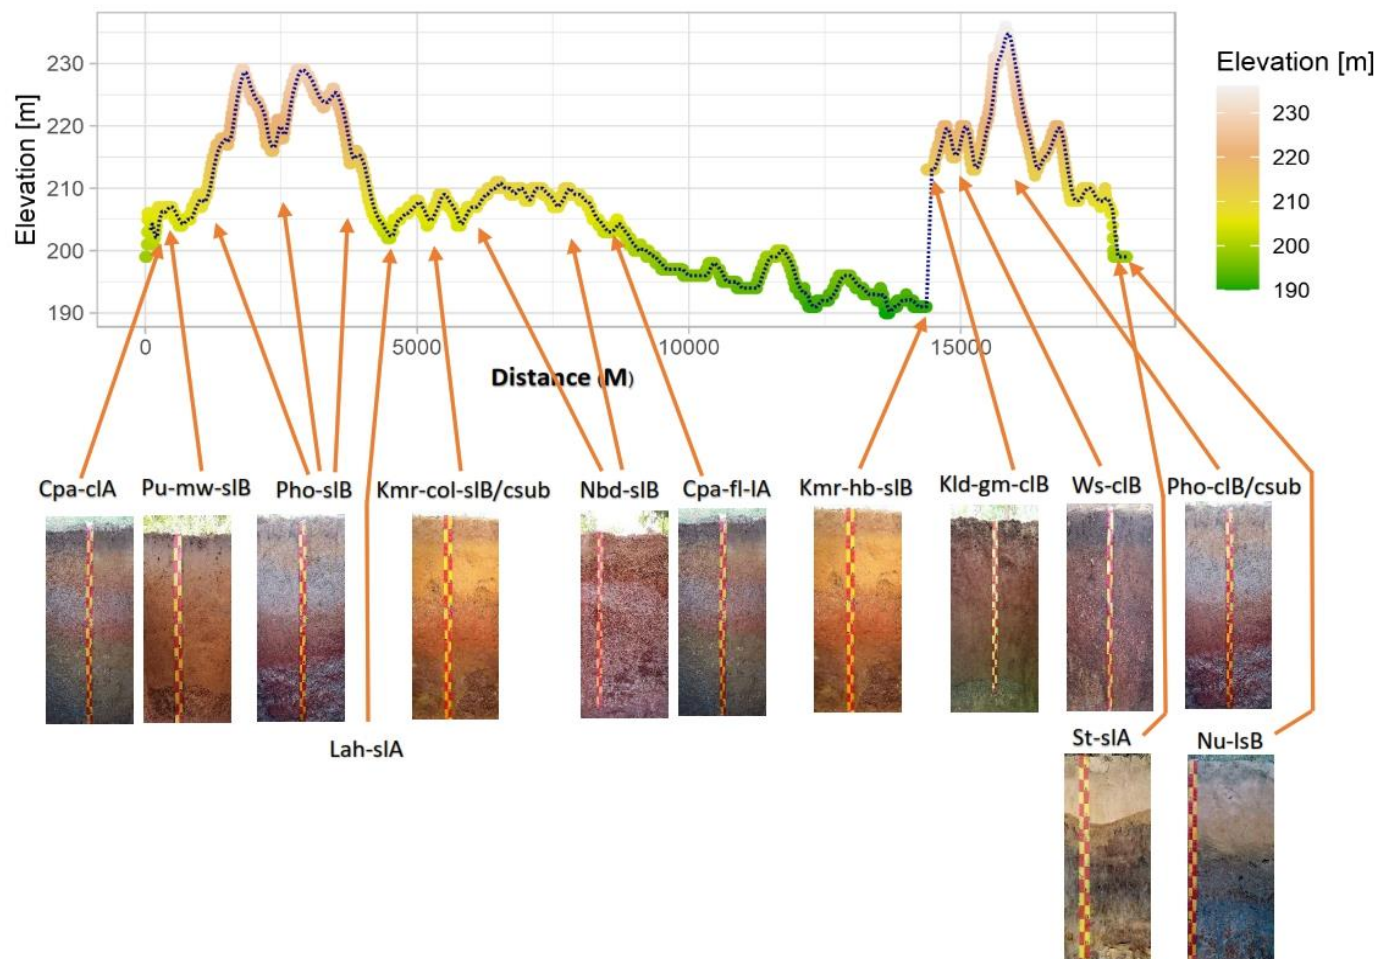 Elevation [m]
230
220
210
200
190
0
5000
10000
15000
Distance (M)
Elevation [m]
230
220
210
200
190
Cpa-clA
Pu-mw-slB
Pho-slB
Kmr-col-slB/csub
Nbd-slB
Cpa-fl-lA
Kmr-hb-slB
Kld-gm-clB
Ws-clB
Pho-clB/csub
Lah-slA
St-slA
Nu-lsB